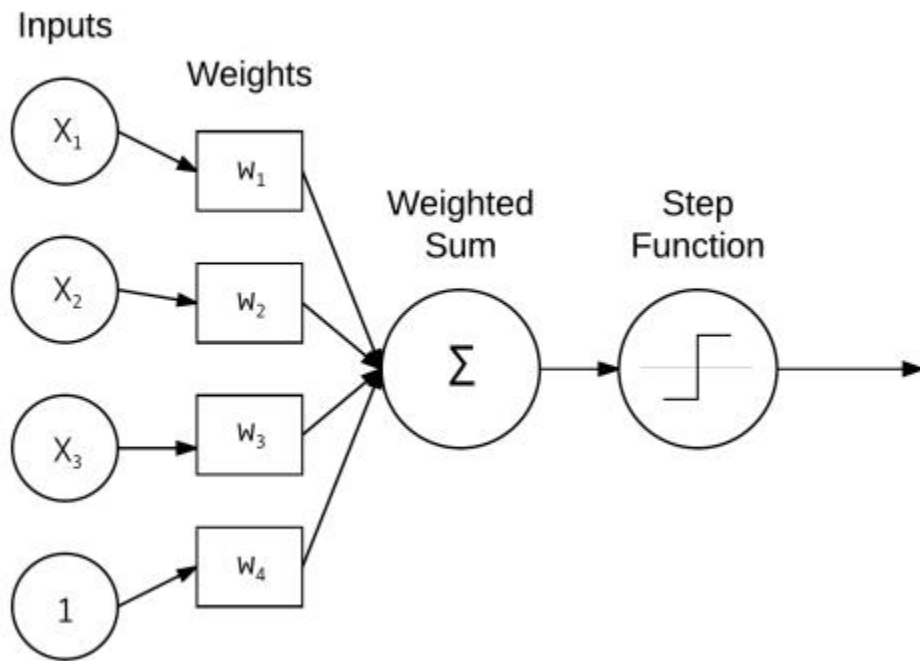 Inputs
Weights
X₁
w₁
Weighted
Sum
Step
Function
X₂
w₂
Σ
X₃
w₃
1
w₄